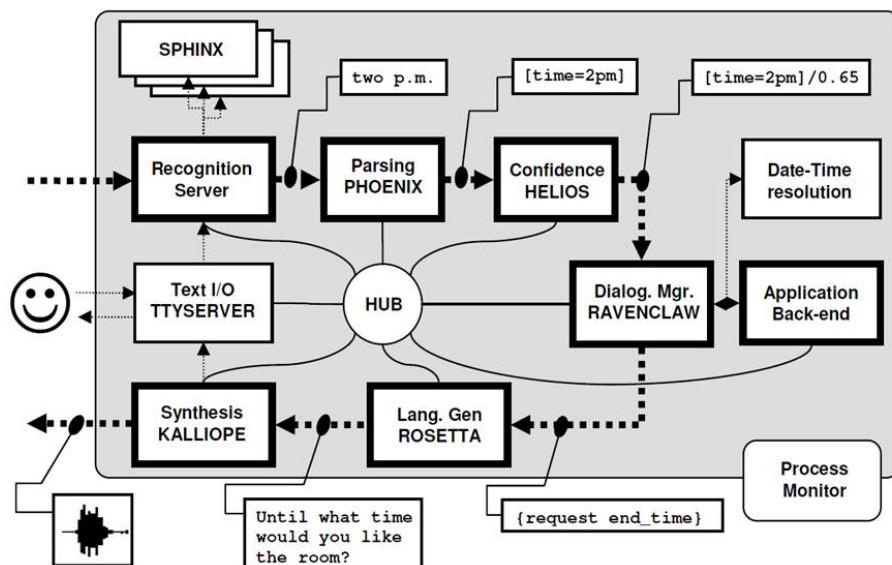 SPHINX
two p.m.
[time=2pm]
[time=2pm]/0.65
Recognition
Server
Parsing
PHOENIX
Confidence
HELIOS
Date-Time
resolution
Text I/O
TTYSERVER
HUB
Dialog. Mgr.
RAVENCLAW
Application
Back-end
Synthesis
KALLIOPE
Lang. Gen
ROSETTA
Process
Monitor
Until what time
would you like
the room?
{request end_time}